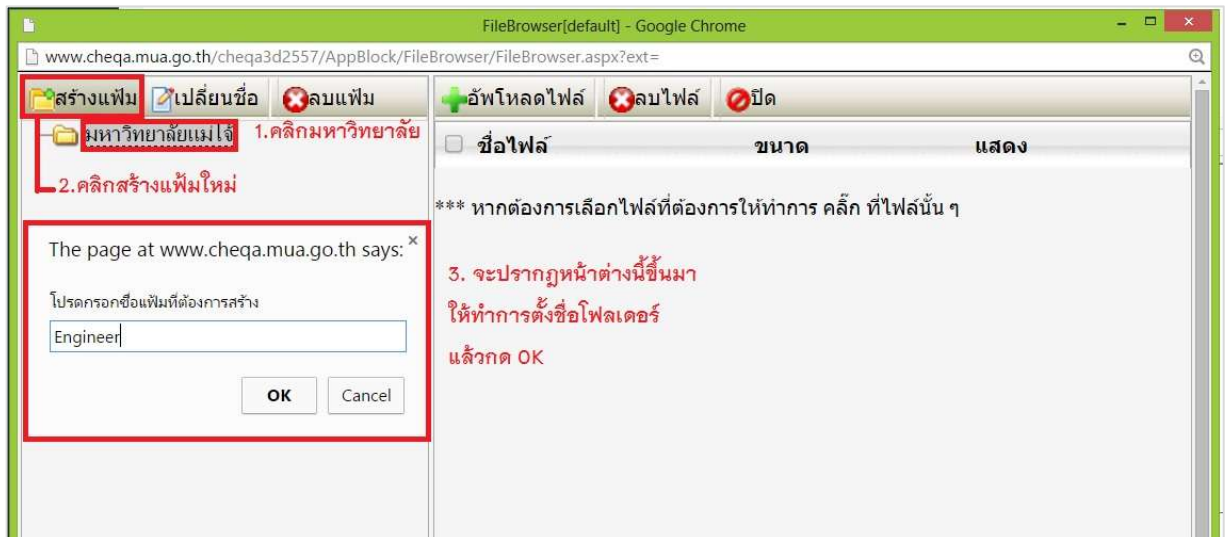 FileBrowser[default] - Google Chrome
www.cheqa.mua.go.th/cheqa3d2557/AppBlock/FileBrowser/FileBrowser.aspx?ext=
สร้างแฟ้ม เปลี่ยนชื่อ ลบแฟ้ม
มหาวิทยาลัยแม่โจ้ 1.คลิกมหาวิทยาลัย
2.คลิกสร้างแฟ้มใหม่
The page at www.cheqa.mua.go.th says: ×
โปรดกรอกชื่อแฟ้มที่ต้องการสร้าง
Engineer
OK Cancel
อัพโหลดไฟล์ ลบไฟล์ ปิด
ชื่อไฟล์ ขนาด แสดง
*** หากต้องการเลือกไฟล์ที่ต้องการให้ทำการ คลิ๊ก ที่ไฟล์นั้น ๆ
3. จะปรากฏหน้าต่างนี้ขึ้นมา
ให้ทำการตั้งชื่อโฟลเดอร์
แล้วกด OK